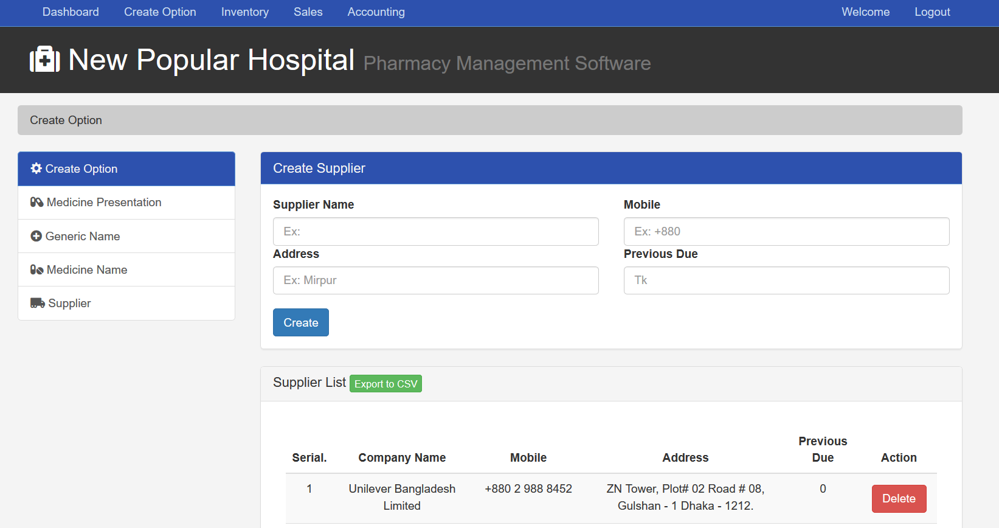 Dashboard Create Option Inventory Sales Accounting Welcome Logout
New Popular Hospital Pharmacy Management Software
Create Option
Create Option
Medicine Presentation
Generic Name
Medicine Name
Supplier
Create Supplier
Supplier Name Mobile
Ex: Ex: +880
Address Previous Due
Ex: Mirpur Tk
Create
Supplier List Export to CSV
Serial. Company Name Mobile Address Previous Due Action
1 Unilever Bangladesh Limited +880 2 988 8452 ZN Tower, Plot# 02 Road # 08, Gulshan - 1 Dhaka - 1212. 0 Delete